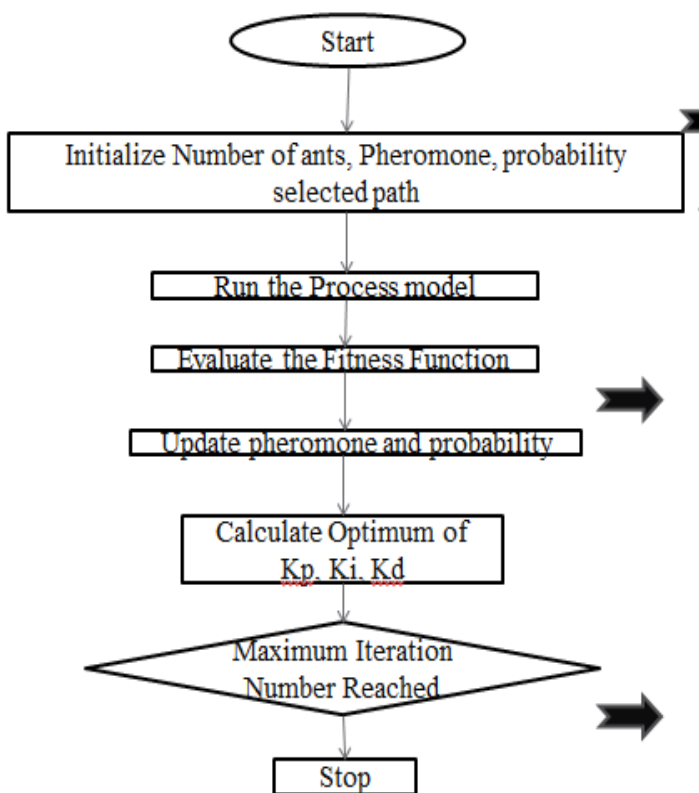 Start
Initialize Number of ants, Pheromone, probability
selected path
Run the Process model
Evaluate the Fitness Function
Update pheromone and probability
Calculate Optimum of
Kp, Ki, Kd
Maximum Iteration
Number Reached
Stop